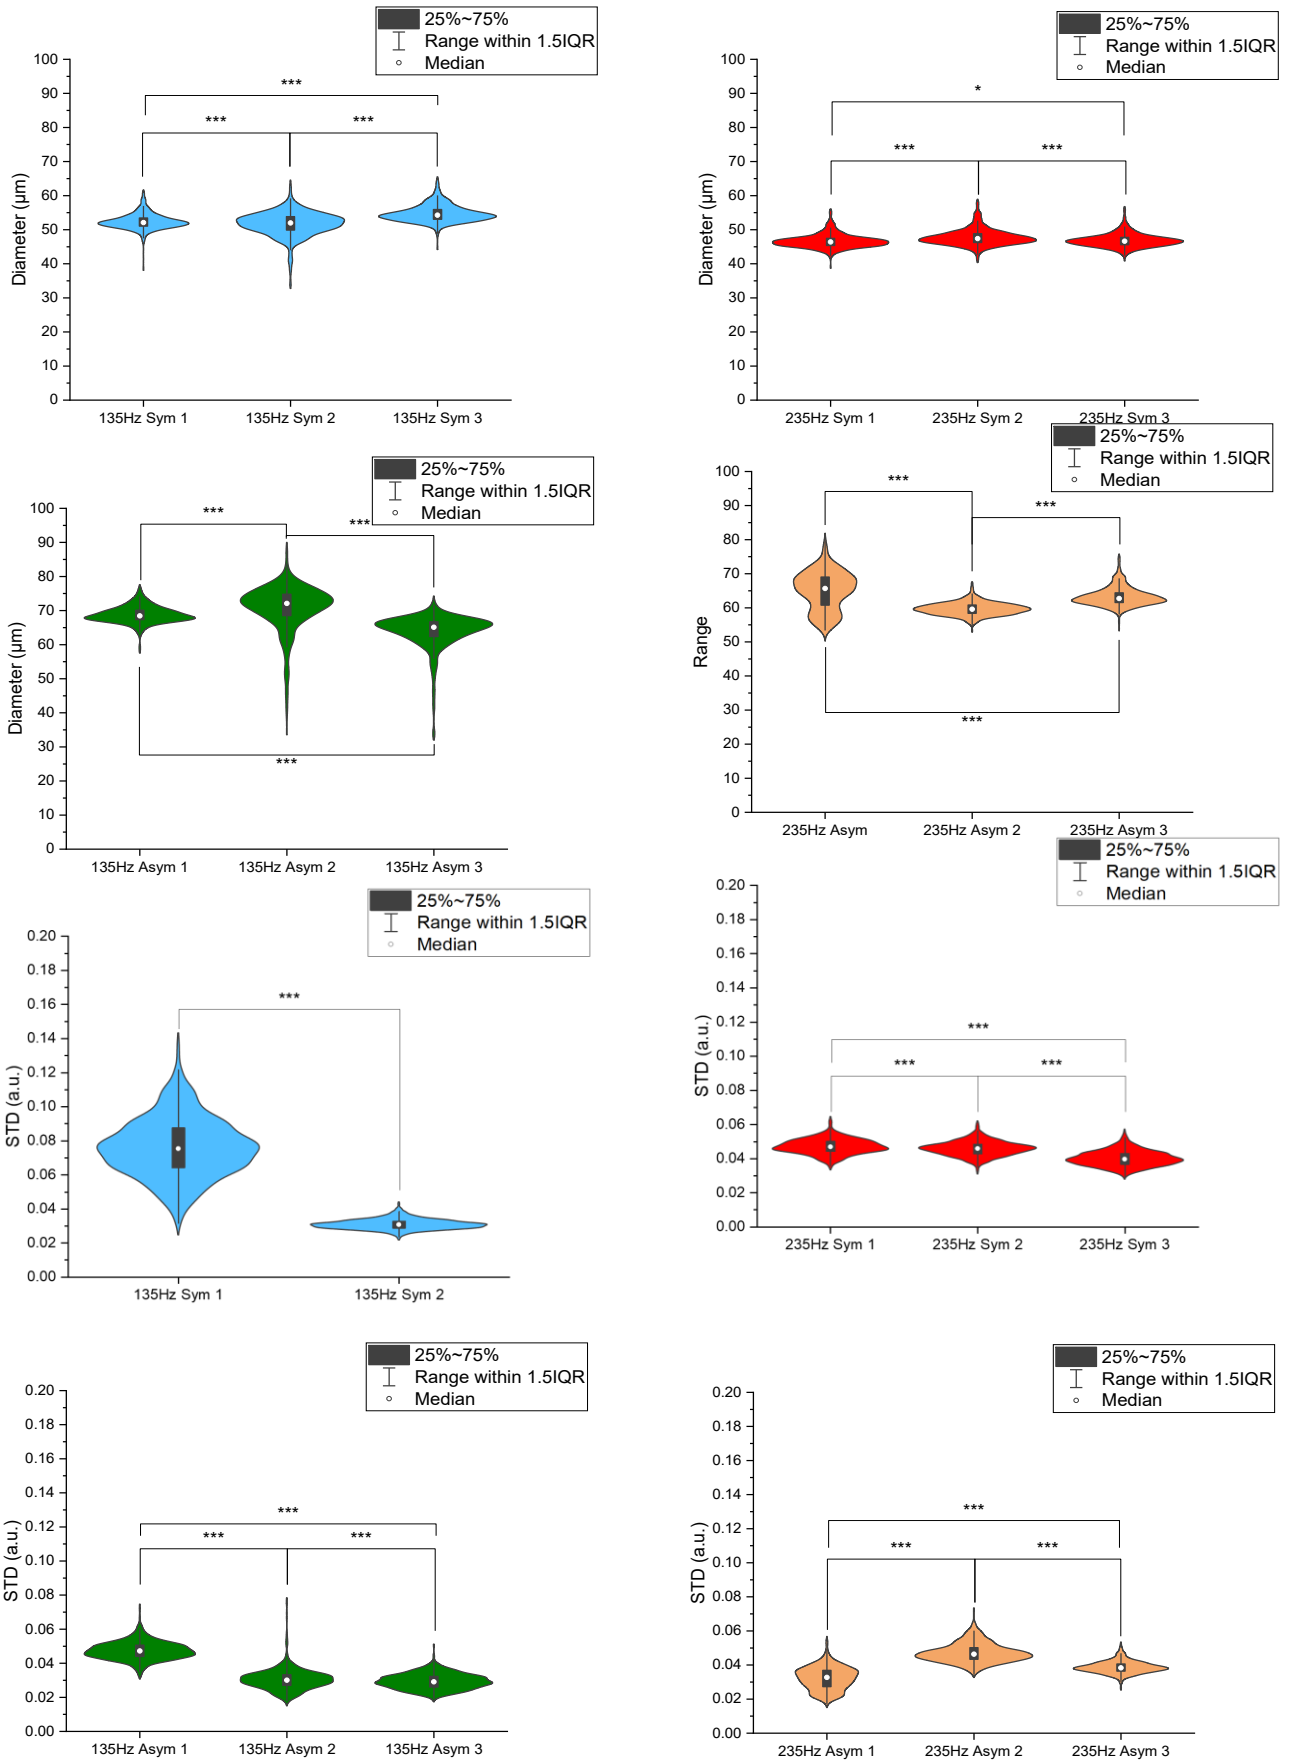 25%~75%
Range within 1.5IQR
Median
100
90
80
70
60
50
40
30
20
10
0
Diameter (μm)
***
***
***
135Hz Sym 1
135Hz Sym 2
135Hz Sym 3
25%~75%
Range within 1.5IQR
Median
100
90
80
70
60
50
40
30
20
10
0
Diameter (μm)
*
***
***
235Hz Sym 1
235Hz Sym 2
235Hz Sym 3
25%~75%
Range within 1.5IQR
Median
100
90
80
70
60
50
40
30
20
10
0
Diameter (μm)
***
***
***
135Hz Asym 1
135Hz Asym 2
135Hz Asym 3
25%~75%
Range within 1.5IQR
Median
100
90
80
70
60
50
40
30
20
10
0
Range
***
***
***
235Hz Asym
235Hz Asym 2
235Hz Asym 3
25%~75%
Range within 1.5IQR
Median
0.20
0.18
0.16
0.14
0.12
0.10
0.08
0.06
0.04
0.02
0.00
STD (a.u.)
***
135Hz Sym 1
135Hz Sym 2
25%~75%
Range within 1.5IQR
Median
0.20
0.18
0.16
0.14
0.12
0.10
0.08
0.06
0.04
0.02
0.00
STD (a.u.)
***
***
***
235Hz Sym 1
235Hz Sym 2
235Hz Sym 3
25%~75%
Range within 1.5IQR
Median
0.20
0.18
0.16
0.14
0.12
0.10
0.08
0.06
0.04
0.02
0.00
STD (a.u.)
***
***
***
135Hz Asym 1
135Hz Asym 2
135Hz Asym 3
25%~75%
Range within 1.5IQR
Median
0.20
0.18
0.16
0.14
0.12
0.10
0.08
0.06
0.04
0.02
0.00
STD (a.u.)
***
***
***
235Hz Asym 1
235Hz Asym 2
235Hz Asym 3